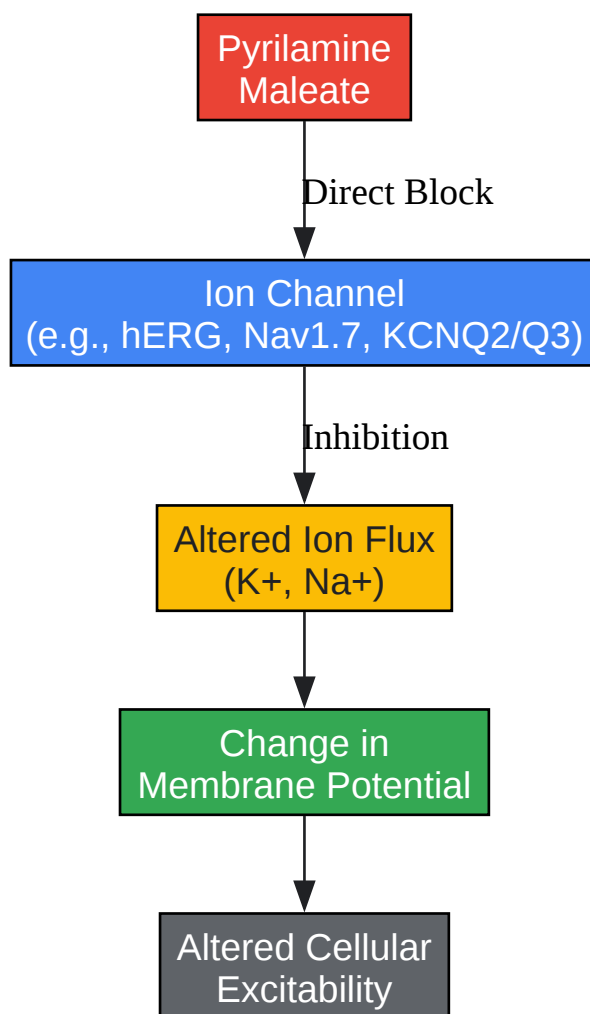 Pyrilamine
Maleate
Direct Block
Ion Channel
(e.g., hERG, Nav1.7, KCNQ2/Q3)
Inhibition
Altered Ion Flux
(K+, Na+)
Change in
Membrane Potential
Altered Cellular
Excitability